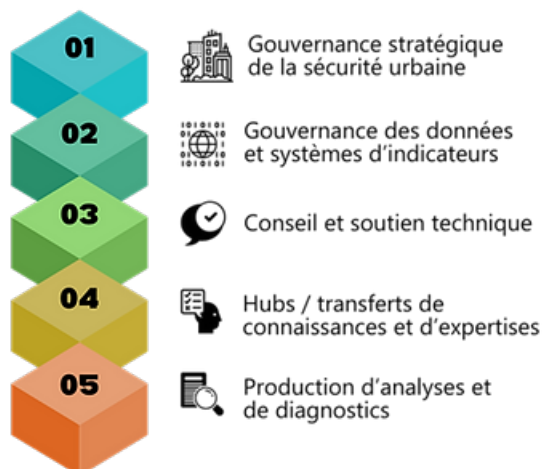 01
Gouvernance stratégique
de la sécurité urbaine
02
Gouvernance des données
et systèmes d'indicateurs
03
Conseil et soutien technique
04
Hubs / transferts de
connaissances et d'expertises
05
Production d'analyses et
de diagnostics